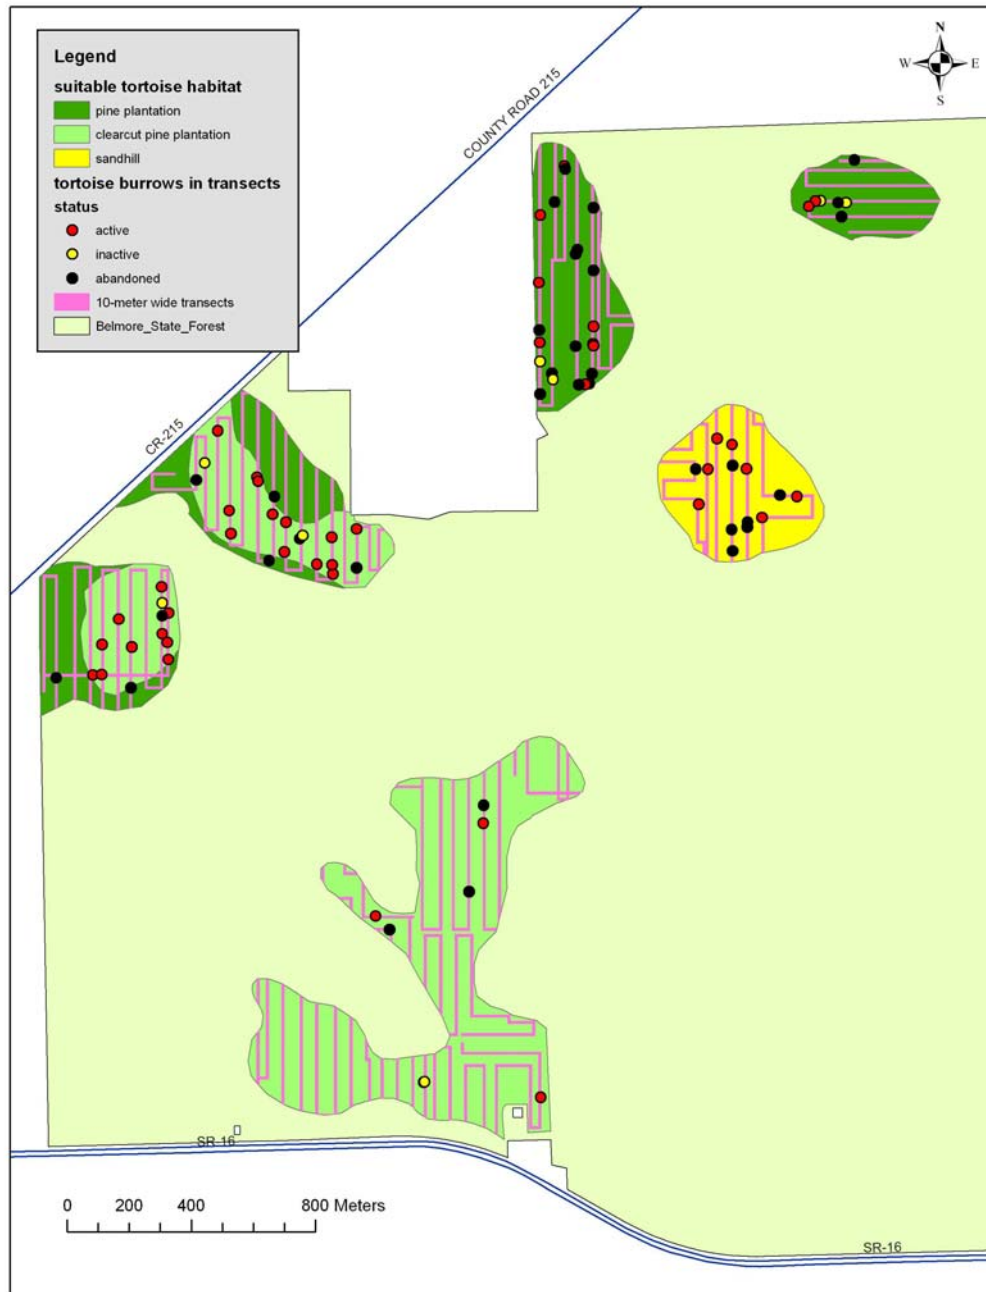 Legend
suitable tortoise habitat
pine plantation
clearcut pine plantation
sandhill
tortoise burrows in transects
status
active
inactive
abandoned
10-meter wide transects
Belmore_State_Forest
COUNTY ROAD 215
N
W E
S
CR-215
SR-16
0 200 400 800 Meters
SR-16